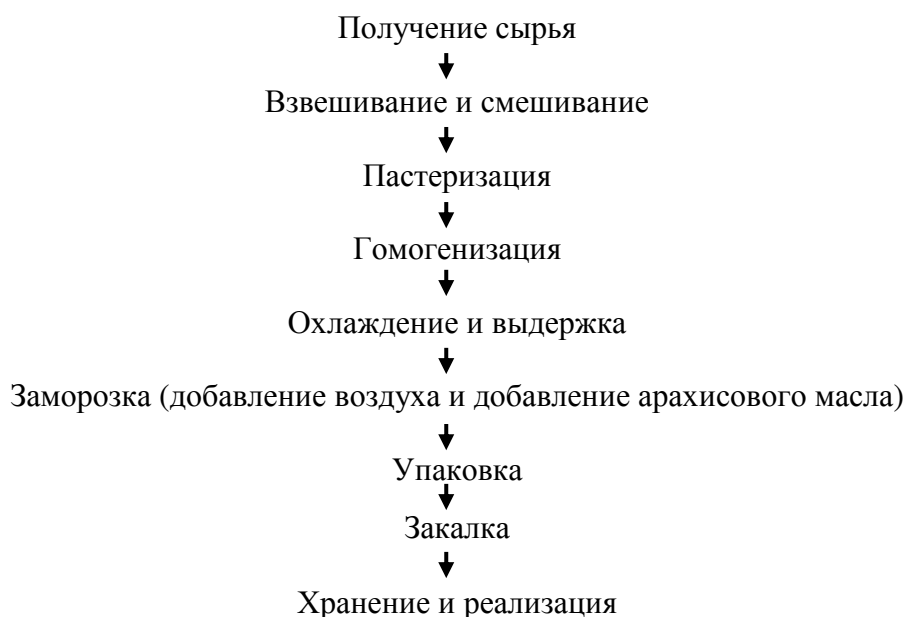 Получение сырья
Взвешивание и смешивание
Пастеризация
Гомогенизация
Охлаждение и выдержка
Заморозка (добавление воздуха и добавление арахисового масла)
Упаковка
Закалка
Хранение и реализация